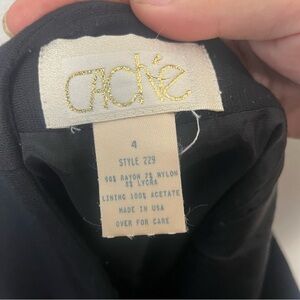 CAChé
4
STYLE 229
90% RAYON 7% NYLON
3% LYCRA
LINING 100% ACETATE
MADE IN USA
OVER FOR CARE